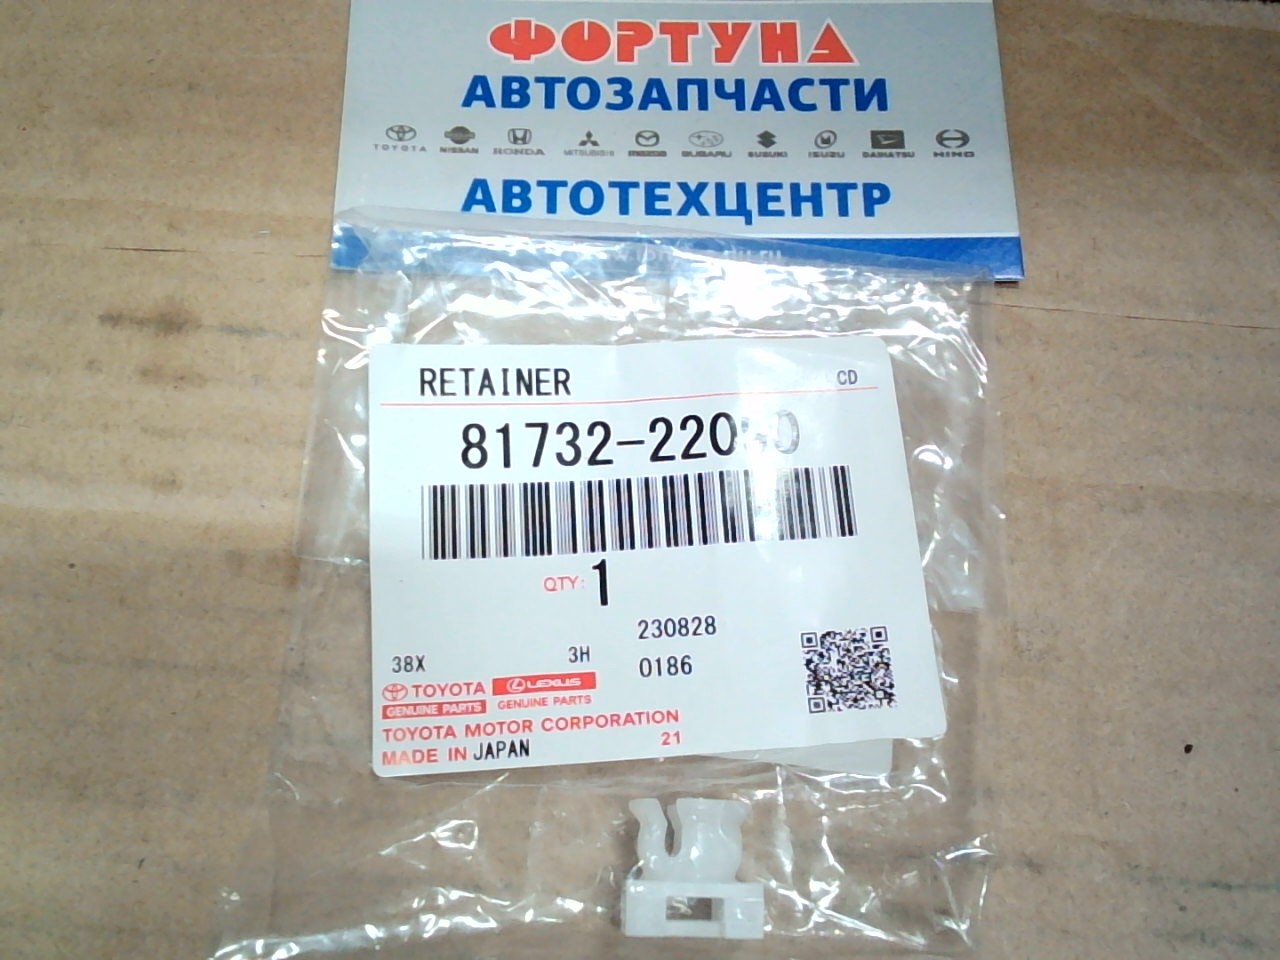 ФОРТУНА
АВТОЗАПЧАСТИ
TOYOTA NISSAN HONDA MITSUBISHI MAZDA SUBARU SUZUKI ISUZU DAIHATSU HINO
АВТОТЕХЦЕНТР
RETAINER CD
QTY: 1
230828
38X 3H 0186
TOYOTA LEXUS
GENUINE PARTS GENUINE PARTS
TOYOTA MOTOR CORPORATION
MADE IN JAPAN 21